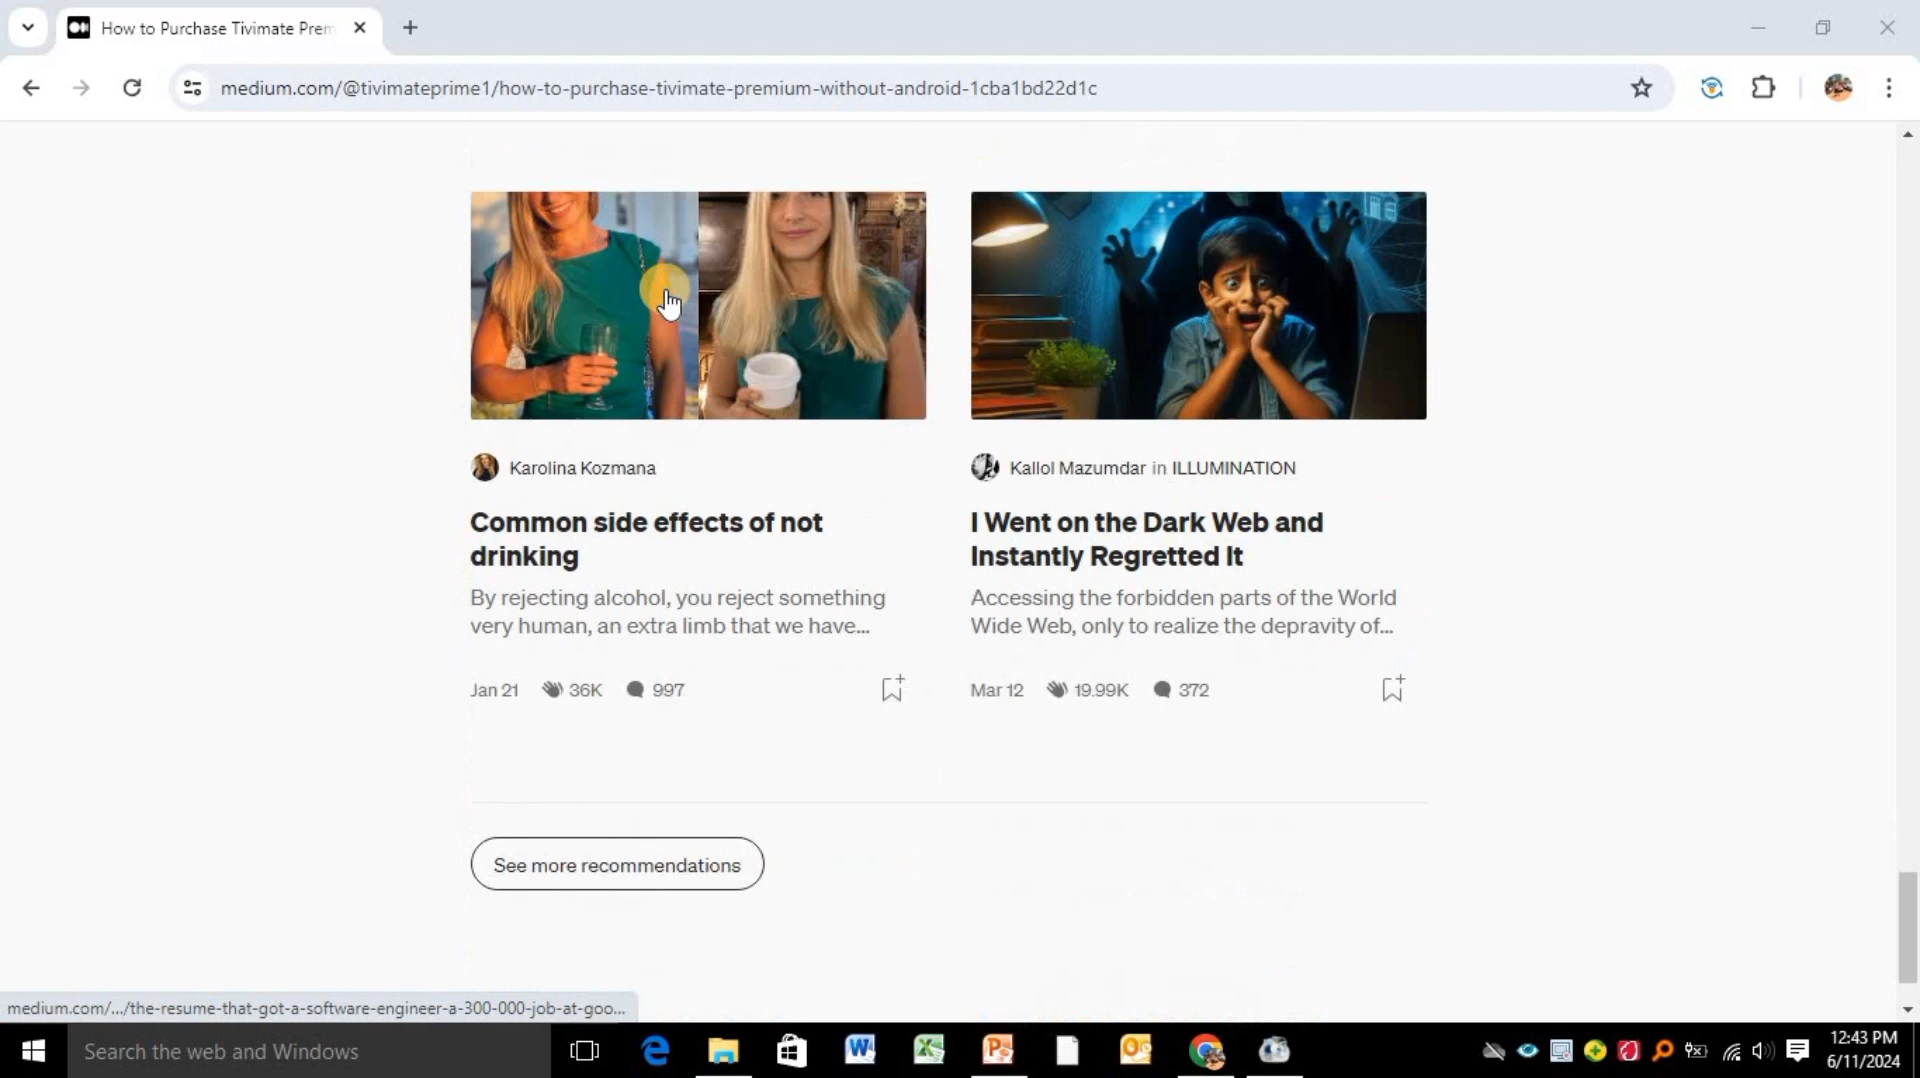 How to Purchase Tivimate Prem
medium.com/@tivimateprime1/how-to-purchase-tivimate-premium-without-android-1cba1bd22d1c
Karolina Kozmana
Common side effects of not
drinking
By rejecting alcohol, you reject something
very human, an extra limb that we have...
Jan 21 36K 997
Kallol Mazumdar in ILLUMINATION
I Went on the Dark Web and
Instantly Regretted It
Accessing the forbidden parts of the World
Wide Web, only to realize the depravity of...
Mar 12 19.99K 372
See more recommendations
medium.com/.../the-resume-that-got-a-software-engineer-a-300-000-job-at-goo...
Search the web and Windows
12:43 PM
6/11/2024